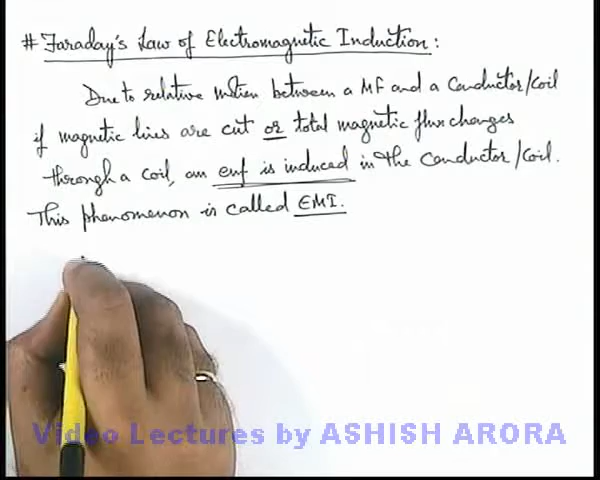 # Faraday's Law of Electromagnetic Induction :
Due to relative motion between a MF and a Conductor/Coil
if magnetic lines are cut or total magnetic flux changes
through a coil, an emf is induced in the conductor/coil.
This phenomenon is called EMI.
Video Lectures by ASHISH ARORA